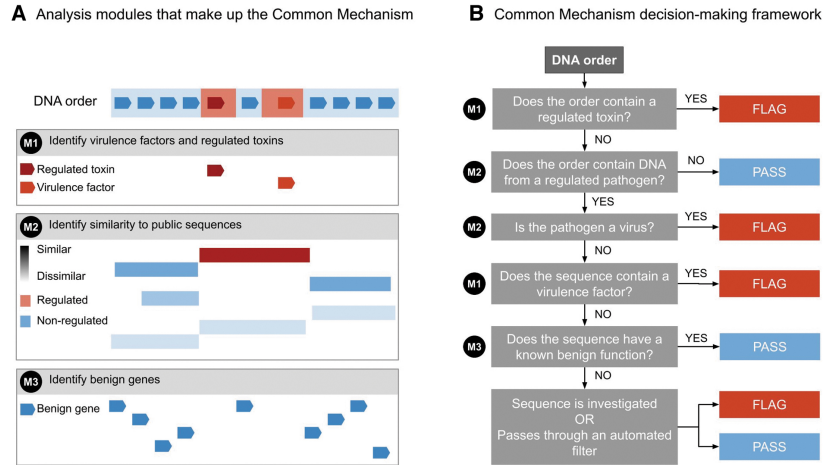 A Analysis modules that make up the Common Mechanism
DNA order
M1 Identify virulence factors and regulated toxins
Regulated toxin
Virulence factor
M2 Identify similarity to public sequences
Similar
Dissimilar
Regulated
Non-regulated
M3 Identify benign genes
Benign gene
B Common Mechanism decision-making framework
DNA order
M1
Does the order contain a
regulated toxin?
YES
FLAG
NO
M2
Does the order contain DNA
from a regulated pathogen?
NO
PASS
YES
M2
Is the pathogen a virus?
YES
FLAG
NO
M1
Does the sequence contain a
virulence factor?
YES
FLAG
NO
M3
Does the sequence have a
known benign function?
YES
PASS
NO
Sequence is investigated
OR
Passes through an automated
filter
FLAG
PASS